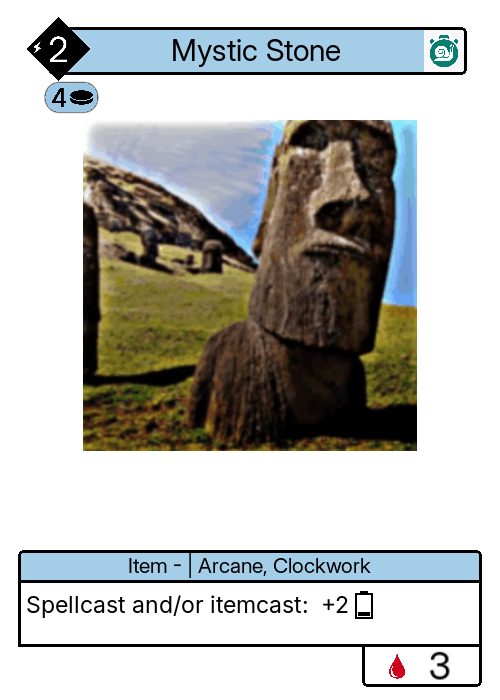 2
Mystic Stone
4
Item - | Arcane, Clockwork
Spellcast and/or itemcast: +2
3